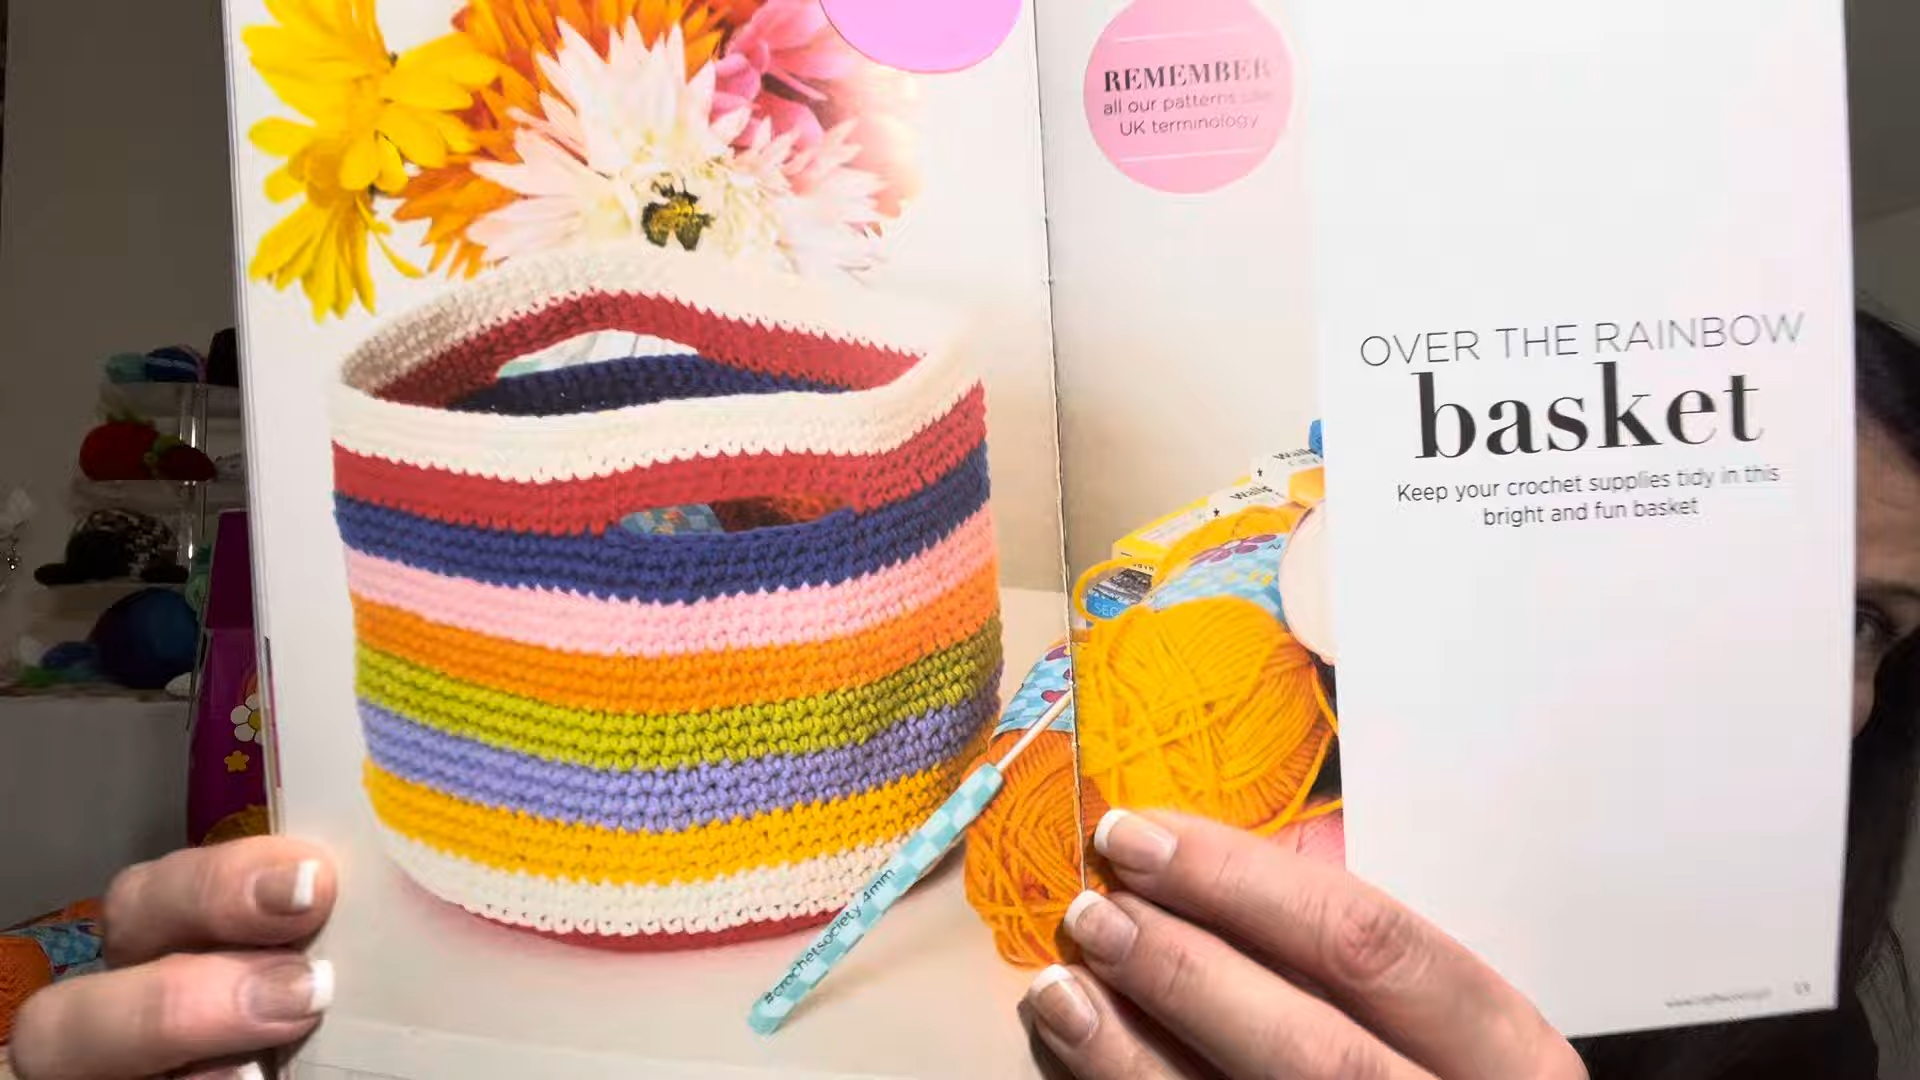 REMEMBER
all our patterns use
UK terminology
OVER THE RAINBOW
basket
Keep your crochet supplies tidy in this
bright and fun basket
#crochetsociety 4mm